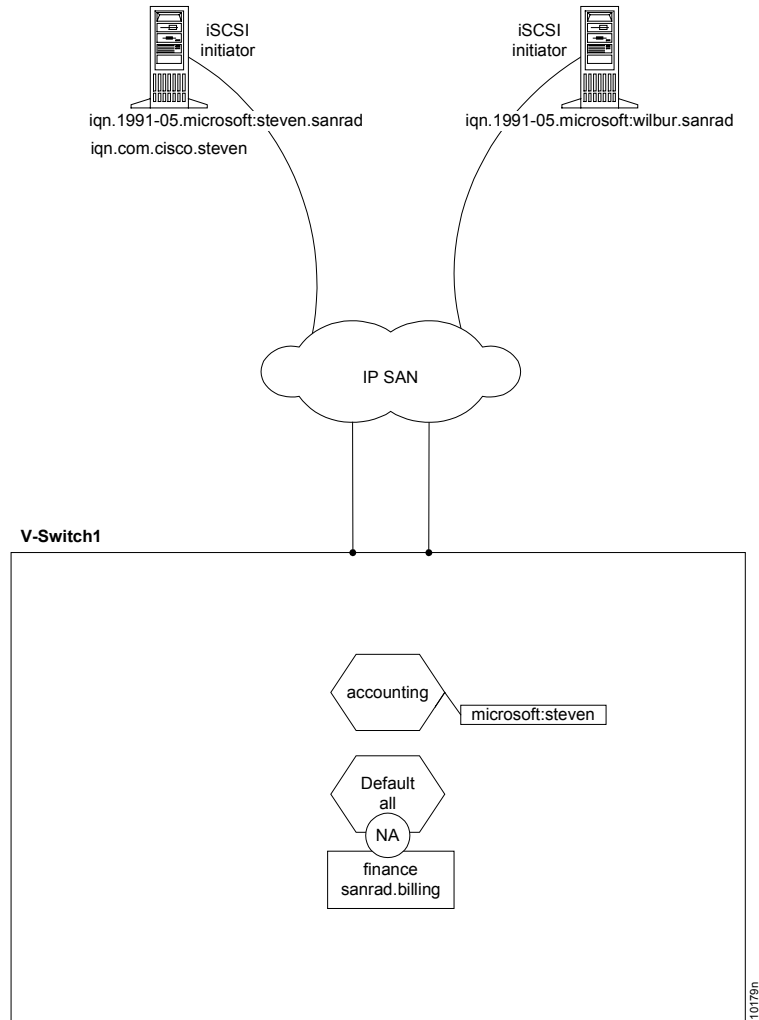 iSCSI
initiator
iSCSI
initiator
iqn.1991-05.microsoft:steven.sanrad
iqn.com.cisco.steven
iqn.1991-05.microsoft:wilbur.sanrad
IP SAN
V-Switch1
accounting
microsoft:steven
Default
all
NA
finance
sanrad.billing
10179n